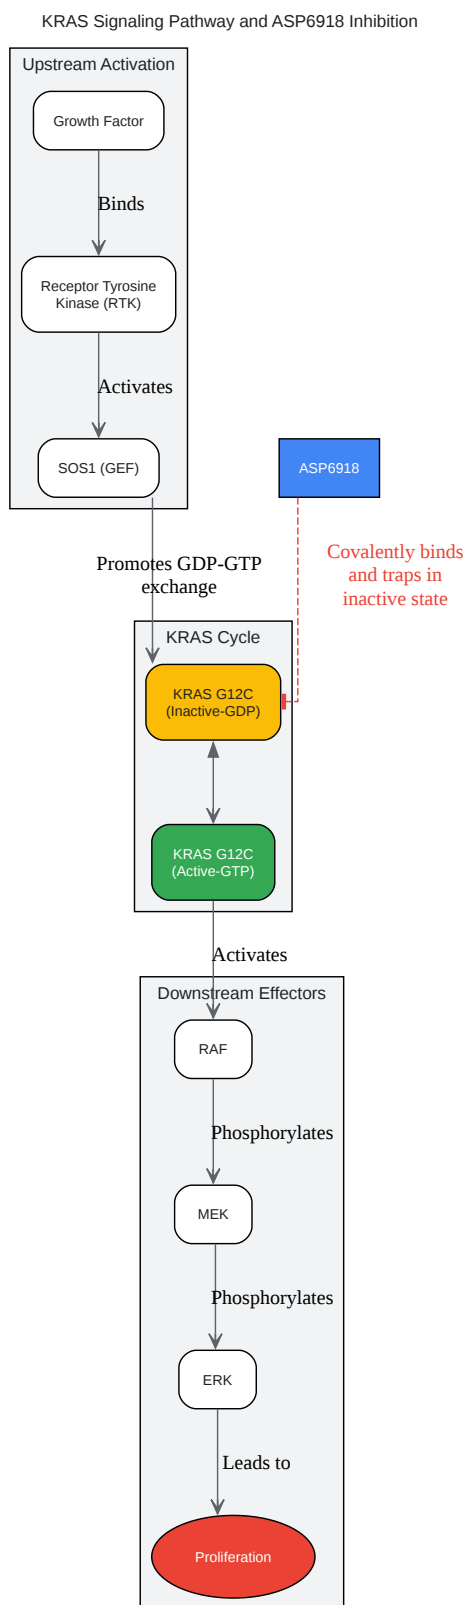 KRAS Signaling Pathway and ASP6918 Inhibition
Upstream Activation
Growth Factor
Binds
Receptor Tyrosine
Kinase (RTK)
Activates
SOS1 (GEF)
ASP6918
Covalently binds
and traps in
inactive state
Promotes GDP-GTP
exchange
KRAS Cycle
KRAS G12C
(Inactive-GDP)
KRAS G12C
(Active-GTP)
Activates
Downstream Effectors
RAF
Phosphorylates
MEK
Phosphorylates
ERK
Leads to
Proliferation